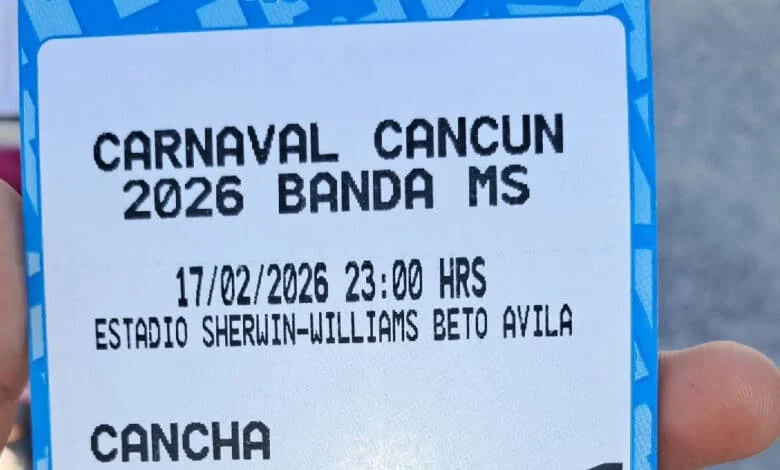 CARNAVAL CANCUN
2026 BANDA MS
17/02/2026 23:00 HRS
ESTADIO SHERWIN-WILLIAMS BETO AVILA
CANCHA